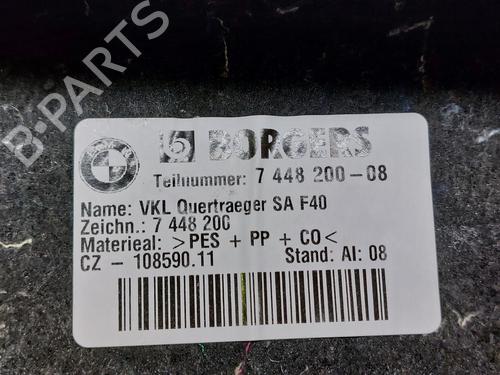 B-PARTS
BORGERS
Teilnummer: 7 448 200-08
Name: VKL Quertraeger SA F40
Zeichn.: 7 448 200
Materieal: >PES + PP + CO<
CZ - 108590.11 Stand: AI: 08